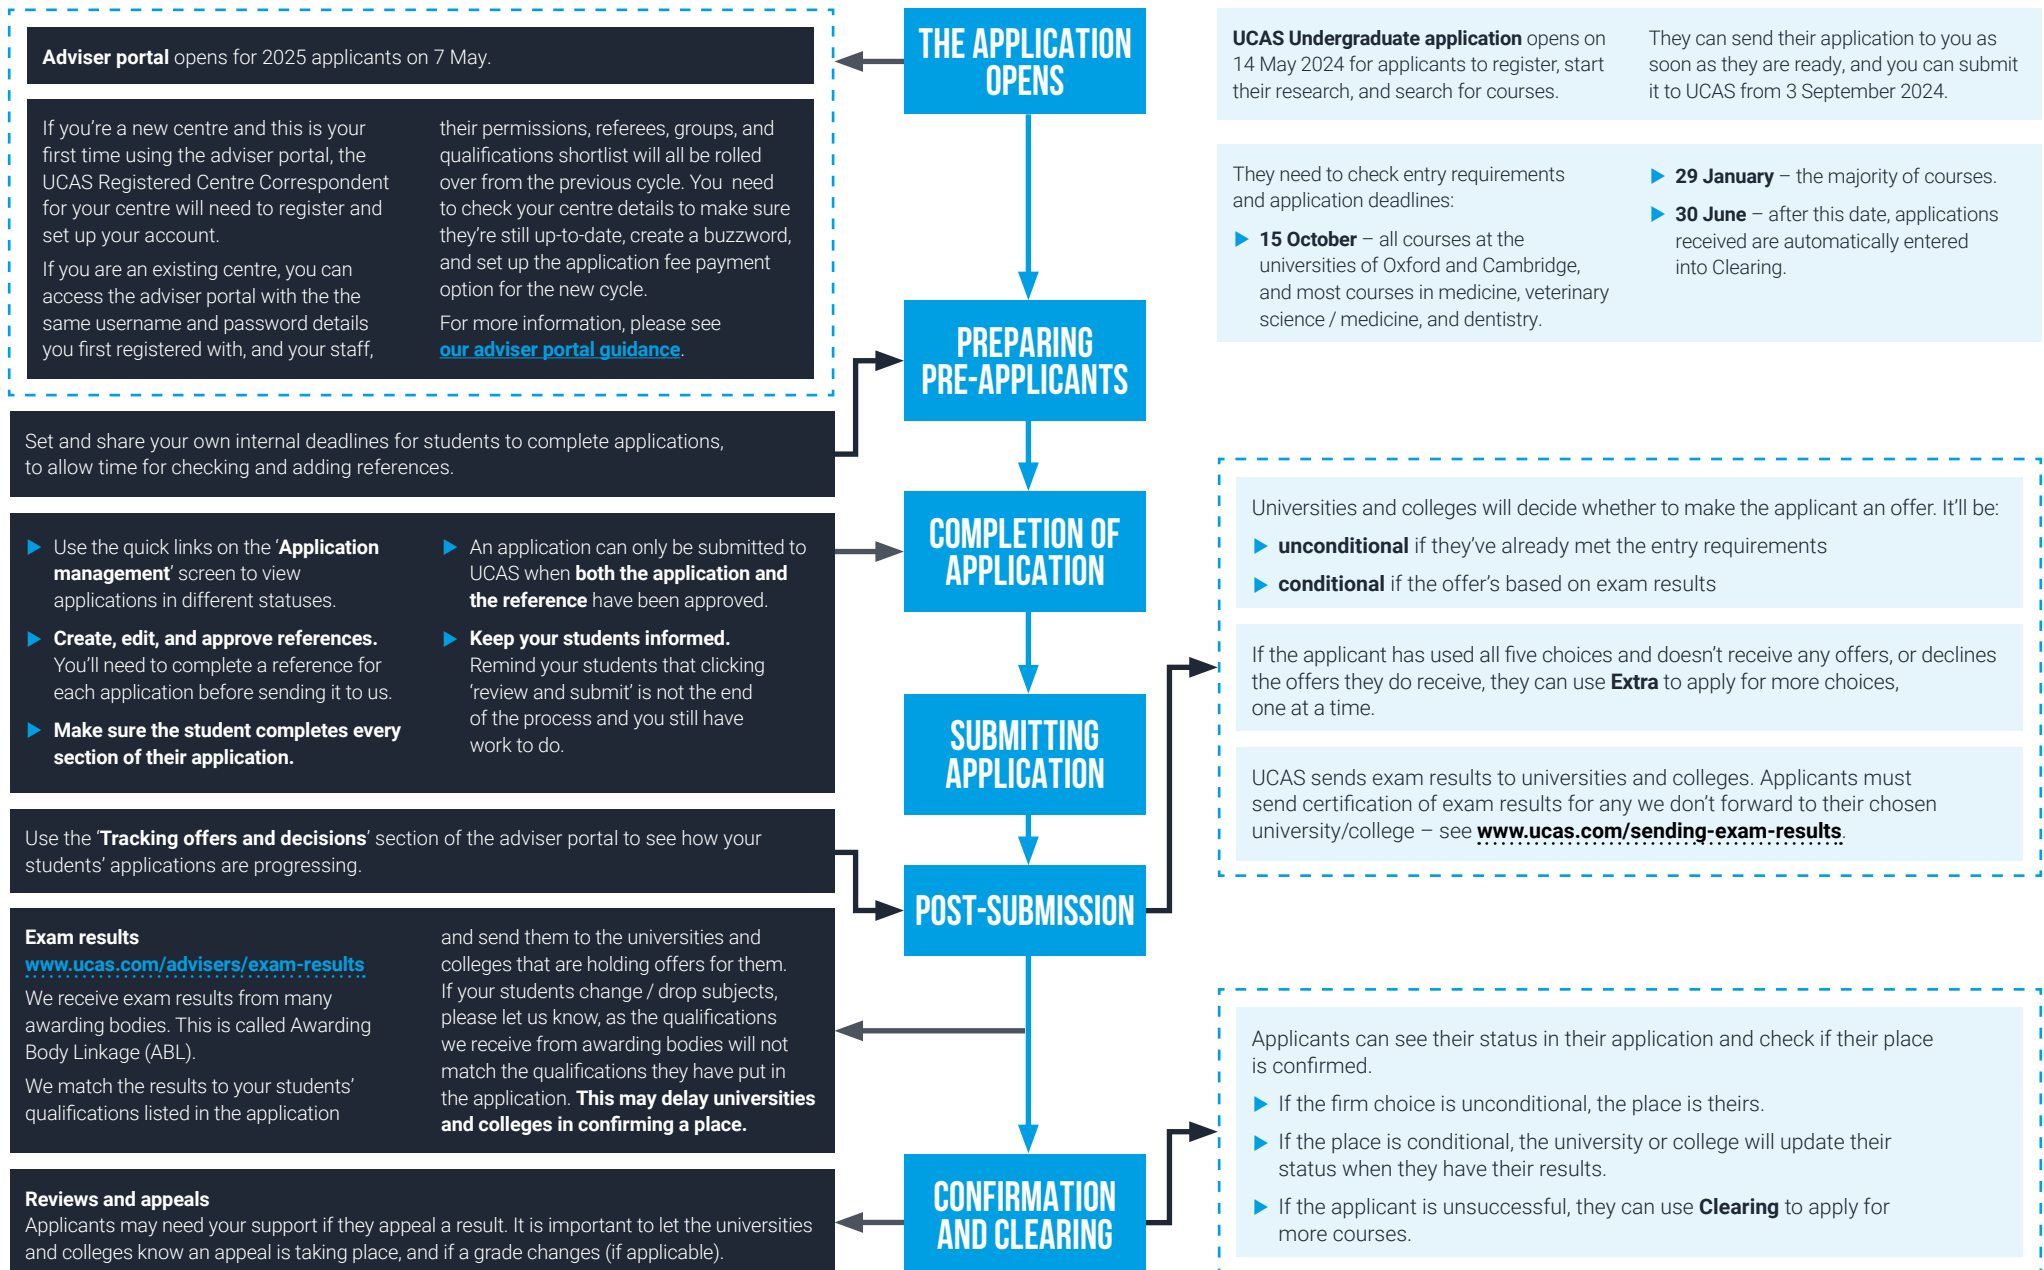 THE APPLICATION
OPENS
Adviser portal opens for 2025 applicants on 7 May.
If you’re a new centre and this is your
first time using the adviser portal, the
UCAS Registered Centre Correspondent
for your centre will need to register and
set up your account.
If you are an existing centre, you can
access the adviser portal with the the
same username and password details
you first registered with, and your staff,
their permissions, referees, groups, and
qualifications shortlist will all be rolled
over from the previous cycle. You need
to check your centre details to make sure
they’re still up-to-date, create a buzzword,
and set up the application fee payment
option for the new cycle.
For more information, please see
our adviser portal guidance.
UCAS Undergraduate application opens on
14 May 2024 for applicants to register, start
their research, and search for courses.
They can send their application to you as
soon as they are ready, and you can submit
it to UCAS from 3 September 2024.
They need to check entry requirements
and application deadlines:
15 October – all courses at the
universities of Oxford and Cambridge,
and most courses in medicine, veterinary
science / medicine, and dentistry.
29 January – the majority of courses.
30 June – after this date, applications
received are automatically entered
into Clearing.
PREPARING
PRE-APPLICANTS
Set and share your own internal deadlines for students to complete applications,
to allow time for checking and adding references.
COMPLETION OF
APPLICATION
Use the quick links on the ‘Application
management’ screen to view
applications in different statuses.
Create, edit, and approve references.
You’ll need to complete a reference for
each application before sending it to us.
Make sure the student completes every
section of their application.
An application can only be submitted to
UCAS when both the application and
the reference have been approved.
Keep your students informed.
Remind your students that clicking
‘review and submit’ is not the end
of the process and you still have
work to do.
SUBMITTING
APPLICATION
Use the ‘Tracking offers and decisions’ section of the adviser portal to see how your
students’ applications are progressing.
POST-SUBMISSION
Universities and colleges will decide whether to make the applicant an offer. It’ll be:
unconditional if they’ve already met the entry requirements
conditional if the offer’s based on exam results
If the applicant has used all five choices and doesn’t receive any offers, or declines
the offers they do receive, they can use Extra to apply for more choices,
one at a time.
UCAS sends exam results to universities and colleges. Applicants must
send certification of exam results for any we don’t forward to their chosen
university/college – see www.ucas.com/sending-exam-results.
Exam results
www.ucas.com/advisers/exam-results
We receive exam results from many
awarding bodies. This is called Awarding
Body Linkage (ABL).
We match the results to your students’
qualifications listed in the application
and send them to the universities and
colleges that are holding offers for them.
If your students change / drop subjects,
please let us know, as the qualifications
we receive from awarding bodies will not
match the qualifications they have put in
the application. This may delay universities
and colleges in confirming a place.
CONFIRMATION
AND CLEARING
Reviews and appeals
Applicants may need your support if they appeal a result. It is important to let the universities
and colleges know an appeal is taking place, and if a grade changes (if applicable).
Applicants can see their status in their application and check if their place
is confirmed.
If the firm choice is unconditional, the place is theirs.
If the place is conditional, the university or college will update their
status when they have their results.
If the applicant is unsuccessful, they can use Clearing to apply for
more courses.